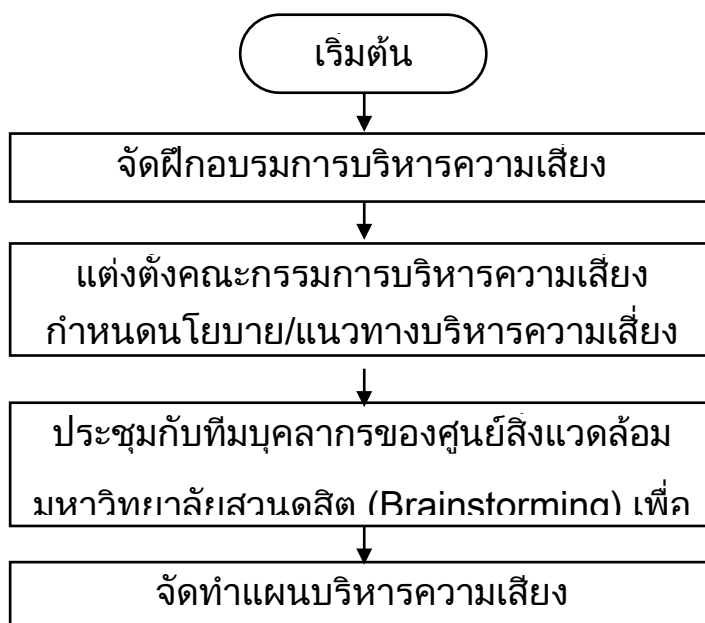 เริ่มต้น
จัดฝึกอบรมการบริหารความเสี่ยง
แต่งตั้งคณะกรรมการบริหารความเสี่ยง
กำหนดนโยบาย/แนวทางบริหารความเสี่ยง
ประชุมกับทีมบุคลากรของศูนย์สิ่งแวดล้อม
มหาวิทยาลัยสวนดุสิต (Brainstorming) เพื่อ
จัดทำแผนบริหารความเสี่ยง